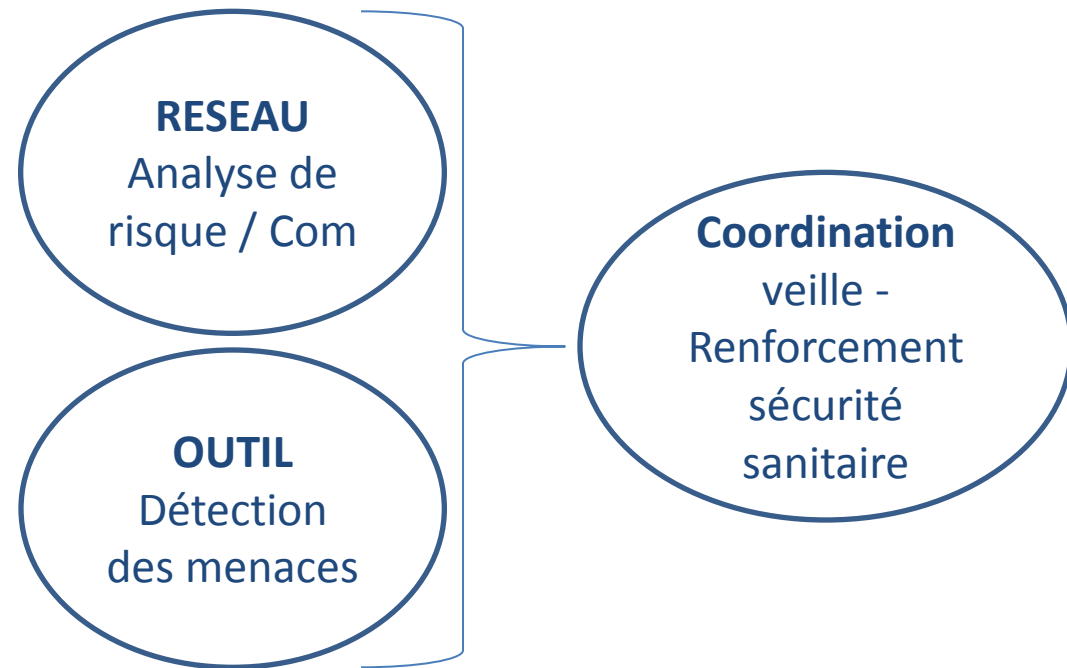 RESEAU
Analyse de
risque / Com
OUTIL
Détection
des menaces
Coordination
veille -
Renforcement
sécurité
sanitaire